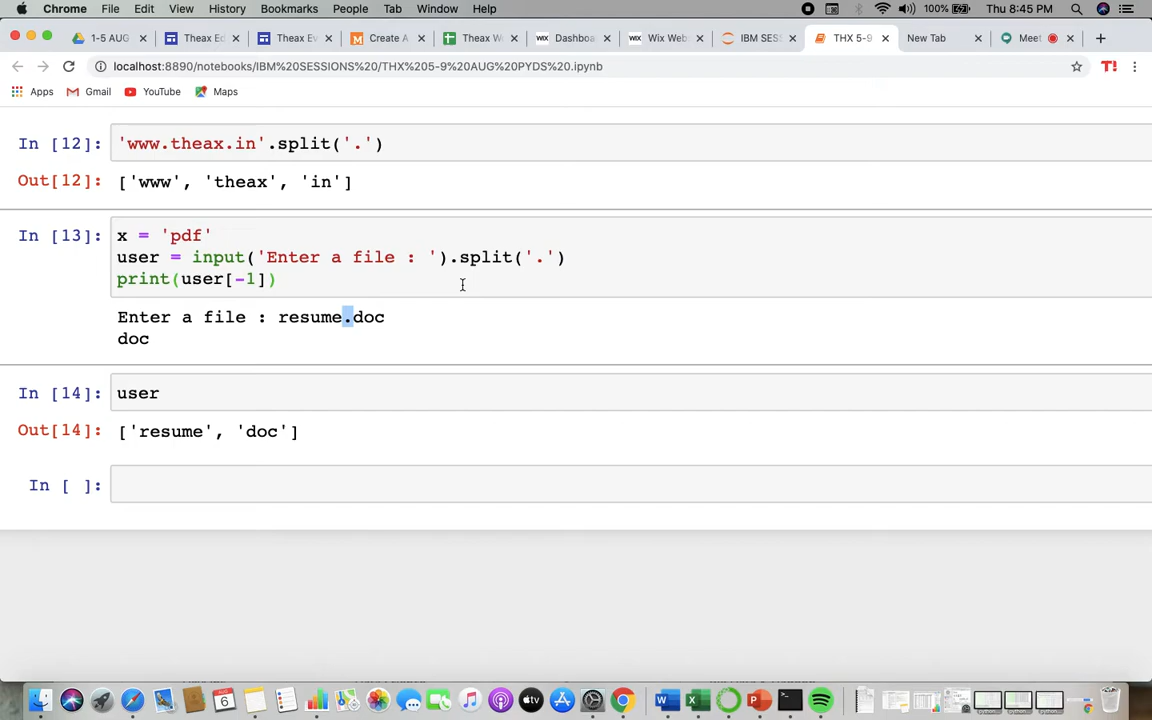 Chrome File Edit View History Bookmarks People Tab Window Help 100% Thu 8:45 PM
1-5 AUG Theax Ed Theax Ev Create A Theax W Dashboa Wix Web IBM SES THX 5-9 New Tab Meet
localhost:8890/notebooks/IBM%20SESSIONS%20/THX%205-9%20AUG%20PYDS%20.ipynb T!
Apps Gmail YouTube Maps
In [12]: 'www.theax.in'.split('.')
Out[12]: ['www', 'theax', 'in']
In [13]: x = 'pdf'
user = input('Enter a file : ').split('.')
print(user[-1])
Enter a file : resume.doc
doc
In [14]: user
Out[14]: ['resume', 'doc']
In [ ]: